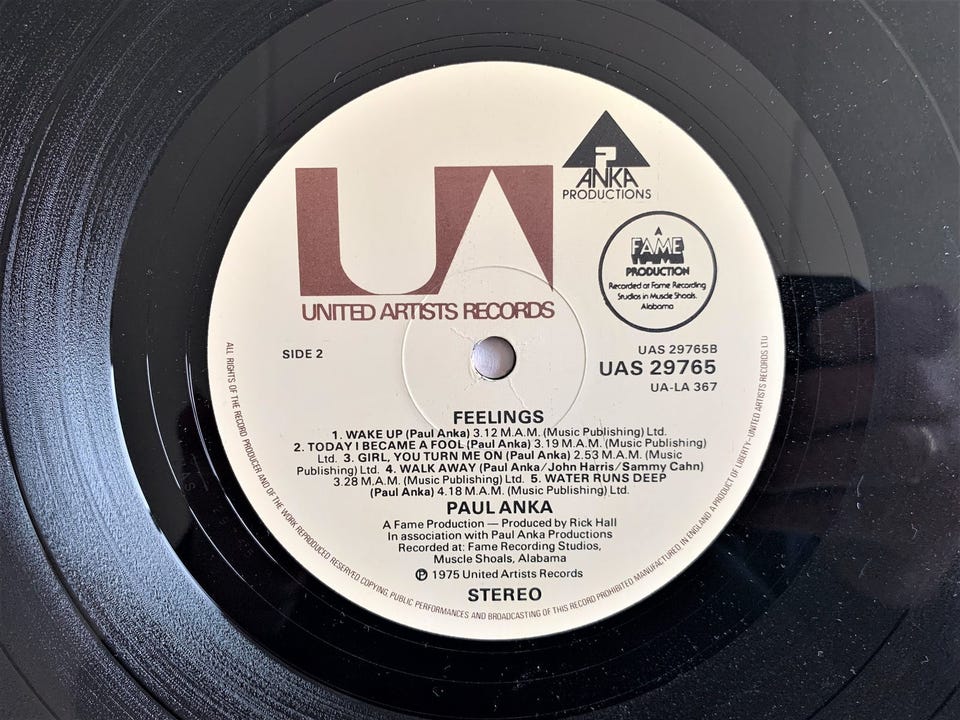 P
ANKA
PRODUCTIONS
UA
UNITED ARTISTS RECORDS
A
FAME
PRODUCTION
Recorded at Fame Recording
Studios in Muscle Shoals,
Alabama
SIDE 2
UAS 29765B
UAS 29765
UA-LA 367
FEELINGS
1. WAKE UP (Paul Anka) 3.12 M.A.M. (Music Publishing) Ltd.
2. TODAY I BECAME A FOOL (Paul Anka) 3.19 M.A.M. (Music Publishing)
Ltd. 3. GIRL, YOU TURN ME ON (Paul Anka) 2.53 M.A.M. (Music
Publishing) Ltd. 4. WALK AWAY (Paul Anka/John Harris/Sammy Cahn)
3.28 M.A.M. (Music Publishing) Ltd. 5. WATER RUNS DEEP
(Paul Anka) 4.18 M.A.M. (Music Publishing) Ltd.
PAUL ANKA
A Fame Production — Produced by Rick Hall
In association with Paul Anka Productions
Recorded at: Fame Recording Studios,
Muscle Shoals, Alabama
℗ 1975 United Artists Records
STEREO
ALL RIGHTS OF THE RECORD PRODUCER AND OF THE WORK REPRODUCED RESERVED COPYING, PUBLIC PERFORMANCES AND BROADCASTING OF THIS RECORD PROHIBITED MANUFACTURED IN ENGLAND A PRODUCT OF LIBERTY—UNITED ARTISTS RECORDS LTD